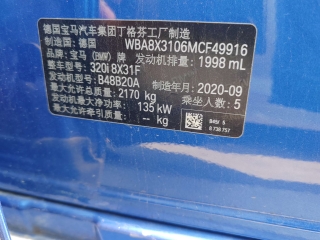 德国宝马汽车集团丁格芬工厂制造
制造: 德国 WBA8X3106MCF49916
品牌: 宝马 (BMW) 牌 发动机排量: 1998 mL
整车型号: 320i 8X31F
发动机型号: B48B20A 制造年月: 2020-09
最大允许总质量: 2170 kg 乘坐人数: 5
最大净功率: 135 kW
最大允许牵引质量: -- kg
BMW 5
8 738 757